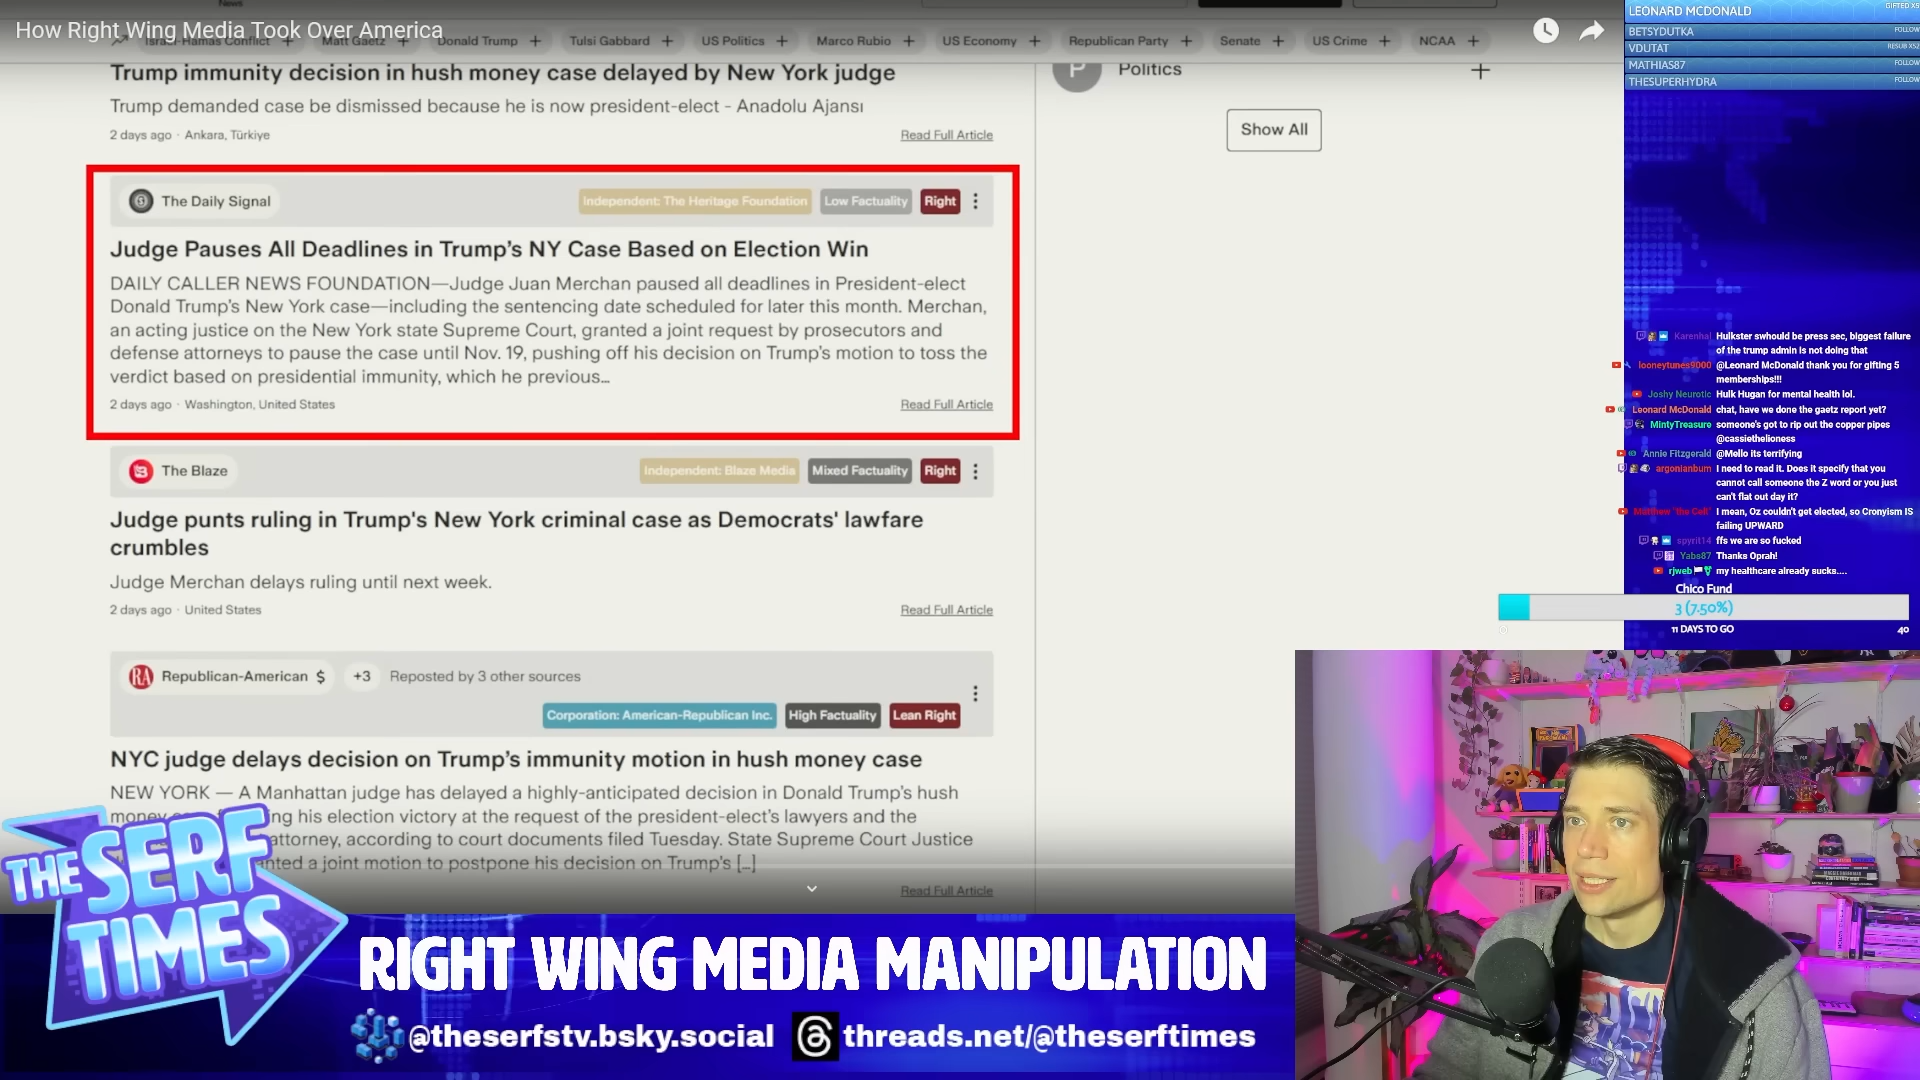 News
How Right Wing Media Took Over America
Israel-Hamas Conflict + Matt Gaetz + Donald Trump + Tulsi Gabbard + US Politics + Marco Rubio + US Economy + Republican Party + Senate + US Crime + NCAA +
Trump immunity decision in hush money case delayed by New York judge
Trump demanded case be dismissed because he is now president-elect - Anadolu Ajansı
2 days ago · Ankara, Türkiye
Read Full Article
P Politics +
Show All
The Daily Signal
Independent: The Heritage Foundation
Low Factuality
Right
Judge Pauses All Deadlines in Trump's NY Case Based on Election Win
DAILY CALLER NEWS FOUNDATION—Judge Juan Merchan paused all deadlines in President-elect
Donald Trump's New York case—including the sentencing date scheduled for later this month. Merchan,
an acting justice on the New York state Supreme Court, granted a joint request by prosecutors and
defense attorneys to pause the case until Nov. 19, pushing off his decision on Trump's motion to toss the
verdict based on presidential immunity, which he previous...
2 days ago · Washington, United States
Read Full Article
The Blaze
Independent: Blaze Media
Mixed Factuality
Right
Judge punts ruling in Trump's New York criminal case as Democrats' lawfare
crumbles
Judge Merchan delays ruling until next week.
2 days ago · United States
Read Full Article
RA Republican-American $ +3 Reposted by 3 other sources
Corporation: American-Republican Inc.
High Factuality
Lean Right
NYC judge delays decision on Trump's immunity motion in hush money case
NEW YORK — A Manhattan judge has delayed a highly-anticipated decision in Donald Trump's hush
money ng his election victory at the request of the president-elect's lawyers and the
attorney, according to court documents filed Tuesday. State Supreme Court Justice
nted a joint motion to postpone his decision on Trump's [...]
Read Full Article
LEONARD MCDONALD GIFTED X5
BETSYDUTKA FOLLOW
VDUTAT RESUB X52
MATHIAS87 FOLLOW
THESUPERHYDRA FOLLOW
Karenhai Hulkster swhould be press sec, biggest failure
of the trump admin is not doing that
looneytunes9000 @Leonard McDonald thank you for gifting 5
memberships!!!
Joshy Neurotic Hulk Hugan for mental health lol.
Leonard McDonald chat, have we done the gaetz report yet?
MintyTreasure someone's got to rip out the copper pipes
@cassiethelioness
Annie Fitzgerald @Mello its terrifying
argonianbum I need to read it. Does it specify that you
cannot call someone the Z word or you just
can't flat out day it?
Matthew "the Cell" I mean, Oz couldn't get elected, so Cronyism IS
failing UPWARD
spyrit14 ffs we are so fucked
Yabs87 Thanks Oprah!
rjweb my healthcare already sucks....
Chico Fund
3 (7.50%)
11 DAYS TO GO
40
THE SERF TIMES
RIGHT WING MEDIA MANIPULATION
@theserfstv.bsky.social threads.net/@theserftimes